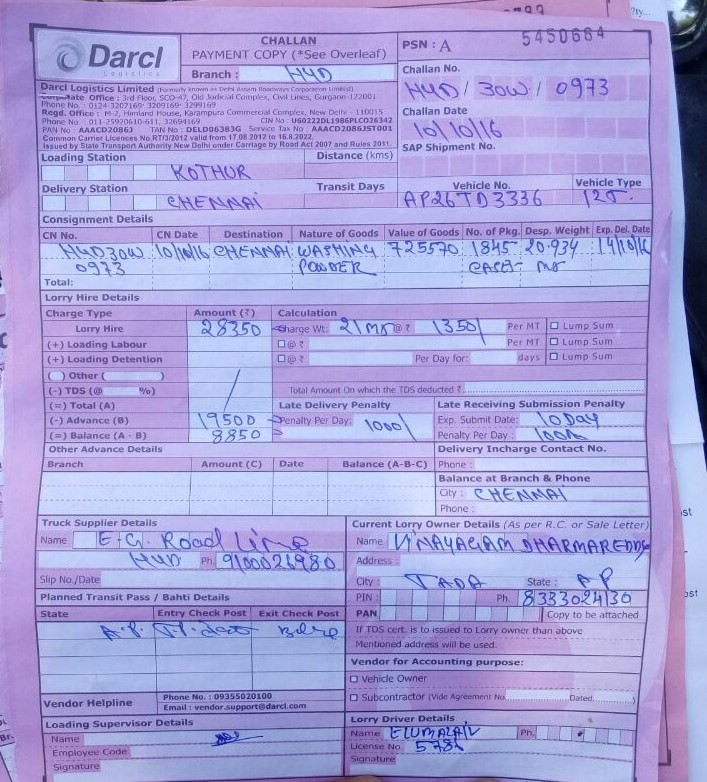 Darcl
Logistics
CHALLAN
PAYMENT COPY (*See Overleaf)
Branch : HYD
PSN : A 5450664
Challan No.
HYD/30W/0973
Challan Date
10/10/16
SAP Shipment No.
Darcl Logistics Limited (Formerly known as Delhi Assam Roadways Corporation Limited)
Corporate Office : 3rd Floor, SCO-47, Old Judicial Complex, Civil Lines, Gurgaon-122001
Phone No. : 0124-3207169, 3209169, 3299169
Regd. Office : M-2, Himland House, Karampura Commercial Complex, New Delhi - 110015
Phone No. : 011-25920610-611, 32694169 CIN No. : U60222DL1986PLC026342
PAN No : AAACD2086J TAN No : DEL D06383G Service Tax No : AAACD2086JST001
Common Carrier Licences No.RT/3/2012 valid from 17.08.2012 to 16.8.2022.
Issued by State Transport Authority New Delhi under Carriage by Road Act 2007 and Rules 2011
Loading Station Distance (kms)
KOTHUR
Delivery Station Transit Days Vehicle No. Vehicle Type
CHENNAI AP26TD3336 12T.
Consignment Details
CN No. CN Date Destination Nature of Goods Value of Goods No. of Pkg. Desp. Weight Exp. Del. Date
HYD30W 10/10/16 CHENNAI WASHING 725570 1845 20.934 14/10/16
0973 POWDER CASES
Total:
Lorry Hire Details
Charge Type Amount (₹) Calculation
Lorry Hire 28350 Charge Wt: 21 MT @ ₹ 1350/ Per MT Lump Sum
(+) Loading Labour @ ₹ Per MT Lump Sum
(+) Loading Detention @ ₹ Per Day for: days Lump Sum
( ) Other ( )
(-) TDS (@ %) Total Amount On which the TDS deducted ₹
(=) Total (A) Late Delivery Penalty Late Receiving Submission Penalty
(-) Advance (B) 19500 Penalty Per Day: 1000/ Exp. Submit Date: 10 Day
(=) Balance (A - B) 8850 Penalty Per Day :
Other Advance Details Delivery Incharge Contact No.
Branch Amount (C) Date Balance (A-B-C) Phone :
Balance at Branch & Phone
City : CHENNAI
Phone :
Truck Supplier Details Current Lorry Owner Details (As per R.C. or Sale Letter)
Name E.G. Road Line Name VINAYAGAM DHARMAREDDY
HYD Ph. 9100026980 Address
Slip No./Date City : TADA State : AP
Planned Transit Pass / Bahti Details PIN : Ph. 8333024130
State Entry Check Post Exit Check Post PAN Copy to be attached
If TDS cert. is to issued to Lorry owner than above
Mentioned address will be used.
Vendor for Accounting purpose:
Vehicle Owner
Vendor Helpline Phone No. : 09355020100 Subcontractor (Vide Agreement No. Dated
Email : vendor.support@darcl.com
Loading Supervisor Details Lorry Driver Details
Name Name ELUMALAI Ph.
Employee Code License No.
Signature Signature